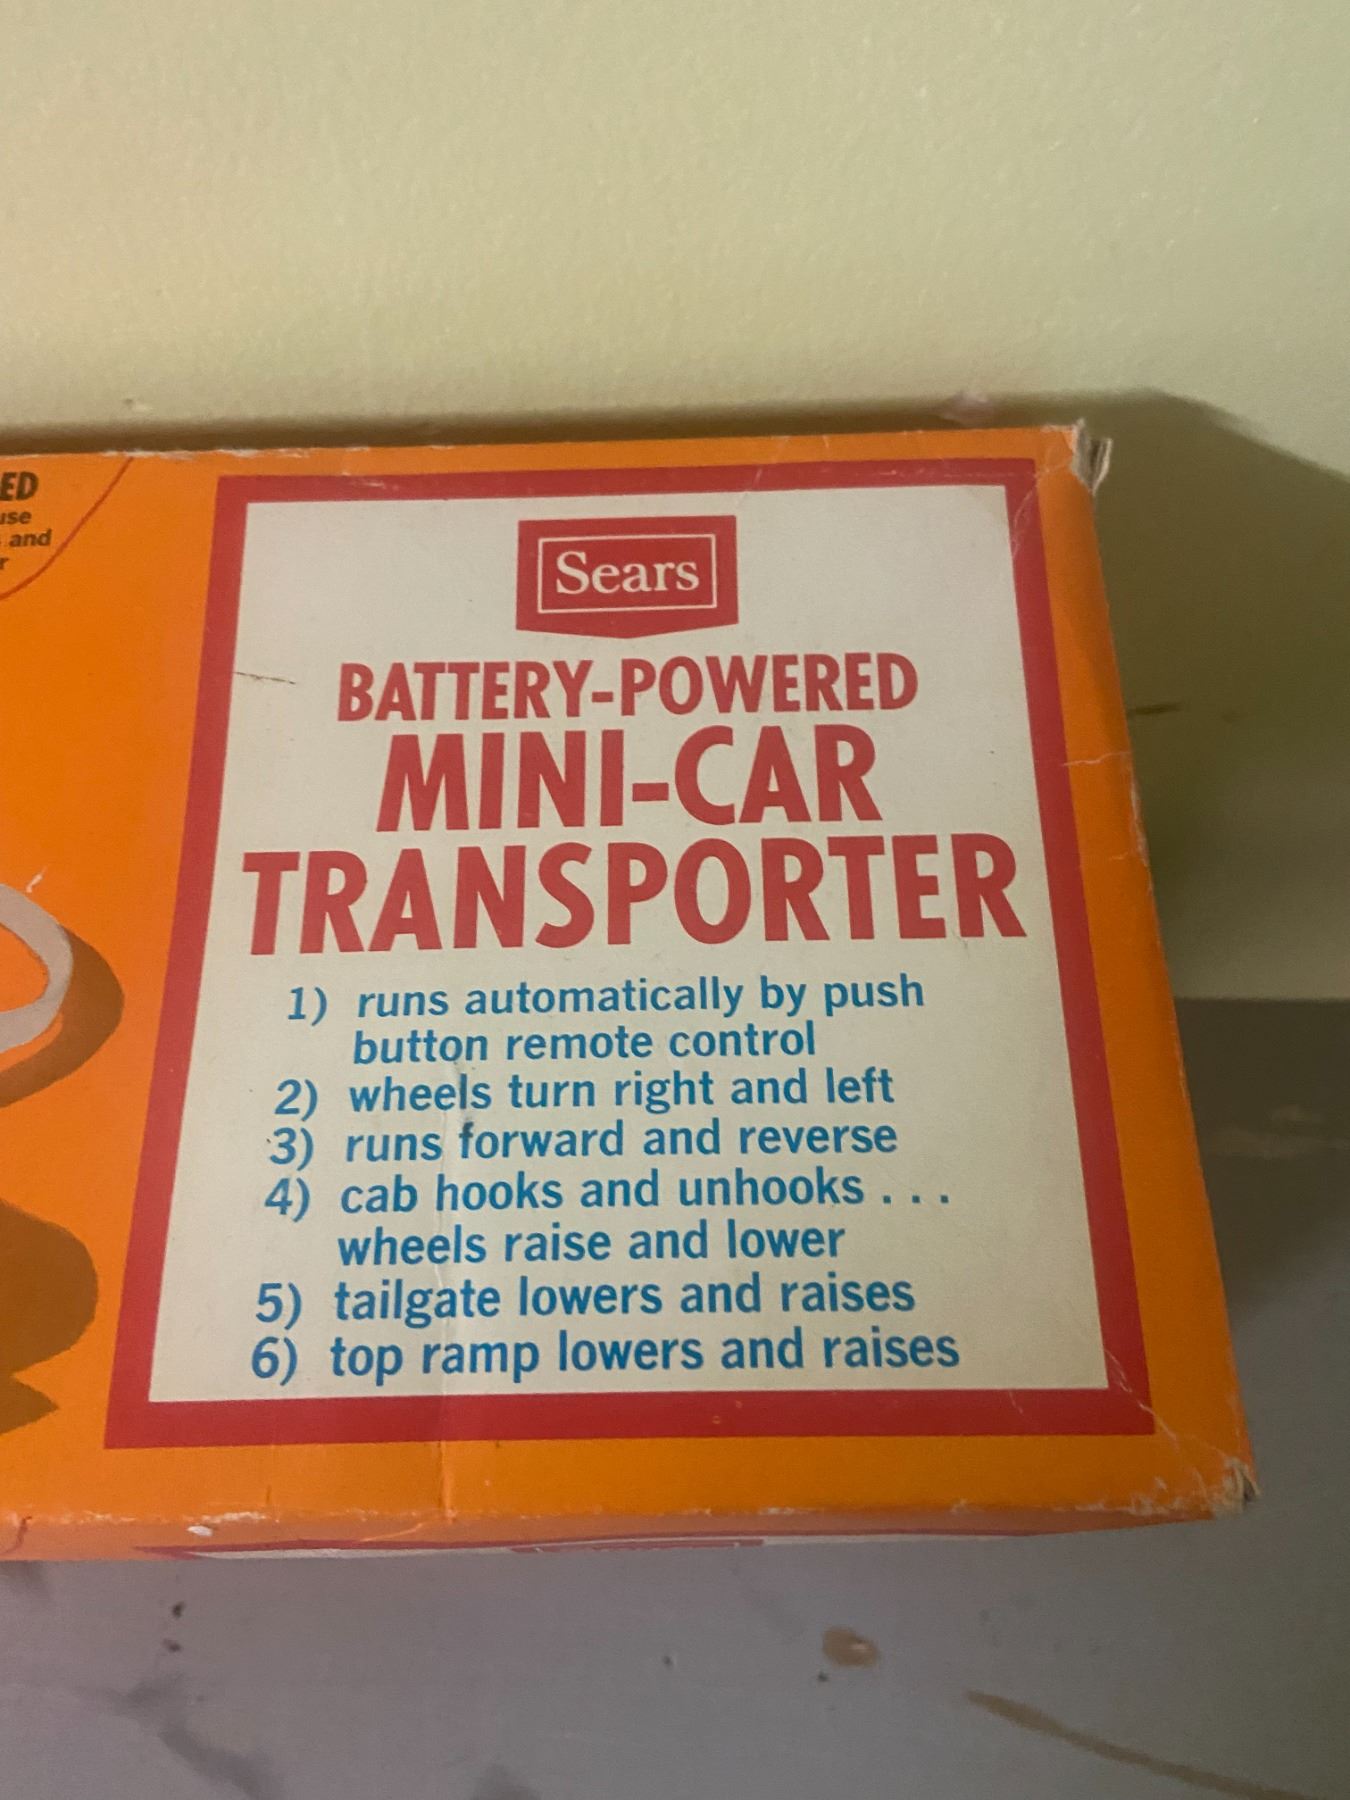 ED
use
and
r
Sears
BATTERY-POWERED
MINI-CAR
TRANSPORTER
1) runs automatically by push
button remote control
2) wheels turn right and left
3) runs forward and reverse
4) cab hooks and unhooks . . .
wheels raise and lower
5) tailgate lowers and raises
6) top ramp lowers and raises